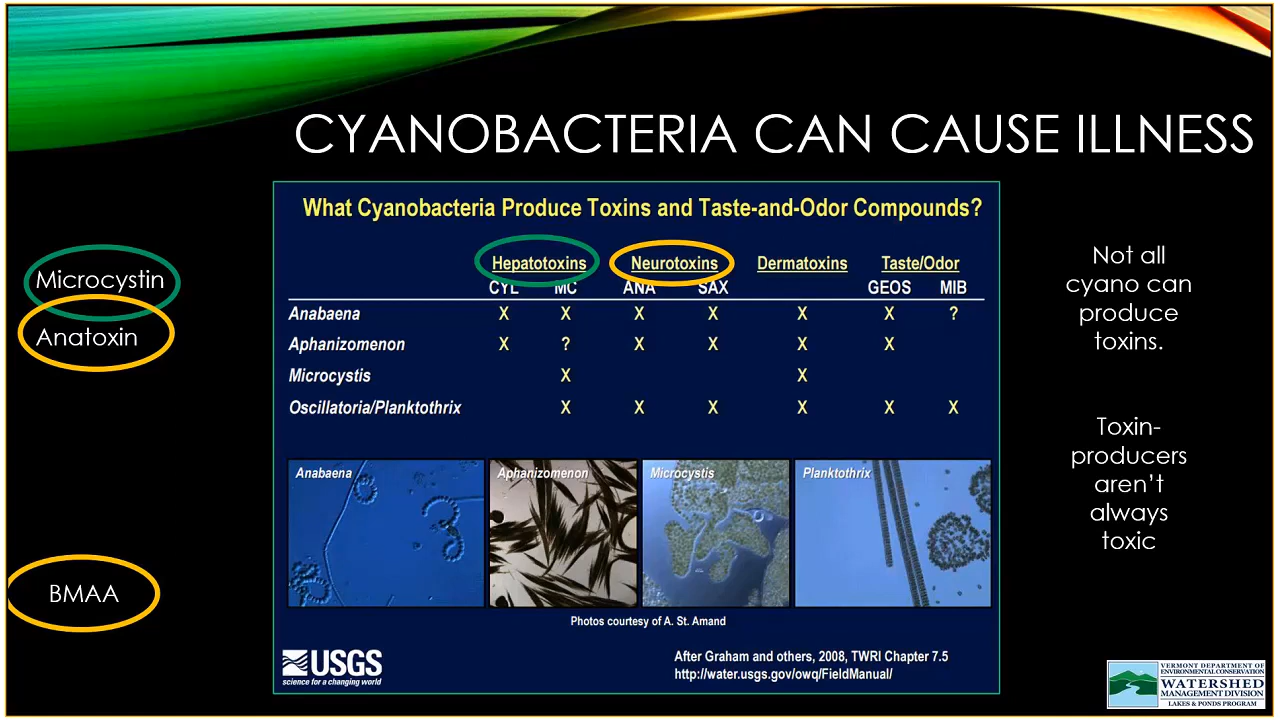 CYANOBACTERIA CAN CAUSE ILLNESS
Microcystin
Anatoxin
BMAA
What Cyanobacteria Produce Toxins and Taste-and-Odor Compounds?
Hepatotoxins Neurotoxins Dermatoxins Taste/Odor
CYL MC ANA SAX GEOS MIB
Anabaena X X X X X X ?
Aphanizomenon X ? X X X X
Microcystis X X
Oscillatoria/Planktothrix X X X X X X
Anabaena Aphanizomenon Microcystis Planktothrix
Photos courtesy of A. St. Amand
USGS
science for a changing world
After Graham and others, 2008, TWRI Chapter 7.5
http://water.usgs.gov/owq/FieldManual/
Not all
cyano can
produce
toxins.
Toxin-
producers
aren't
always
toxic
VERMONT DEPARTMENT OF
ENVIRONMENTAL CONSERVATION
WATERSHED
MANAGEMENT DIVISION
LAKES & PONDS PROGRAM